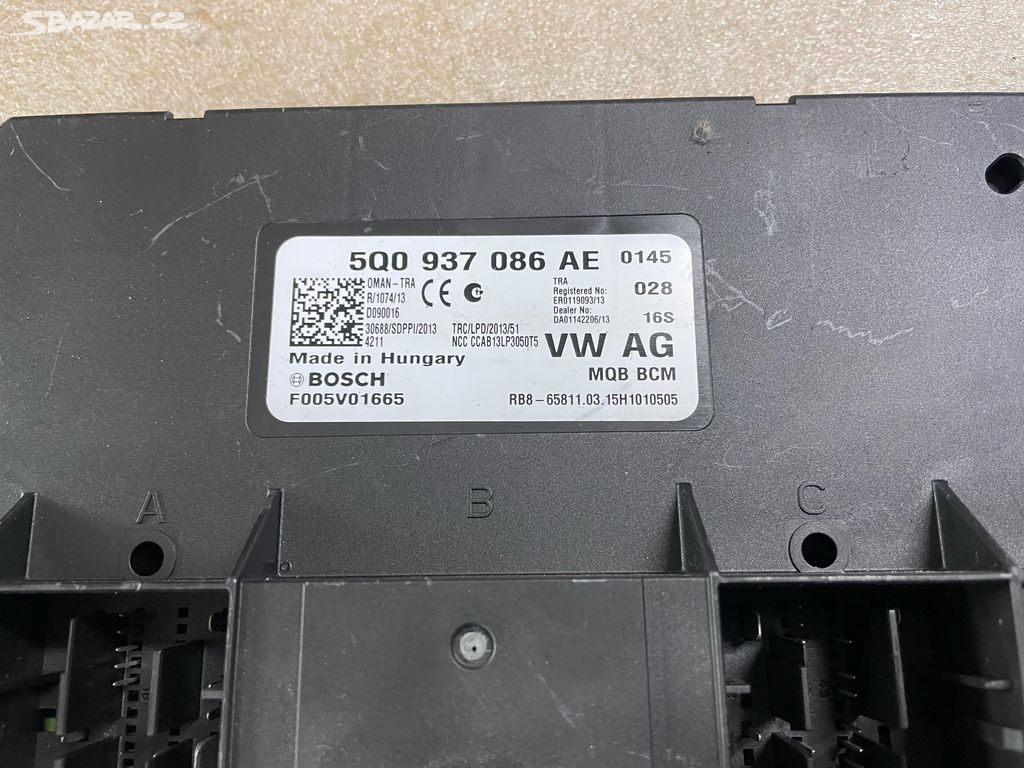 SBAZAR.CZ
5Q0 937 086 AE 0145
OMAN-TRA
R/1074/13
D090016
30688/SDPPI/2013
4211
CE
TRC/LPD/2013/51
NCC CCAB13LP3050T5
TRA
Registered No:
ER0119093/13
Dealer No:
DA01142206/13
028
16S
VW AG
Made in Hungary
BOSCH
MQB BCM
F005V01665
RB8-65811.03.15H1010505
A
B
C